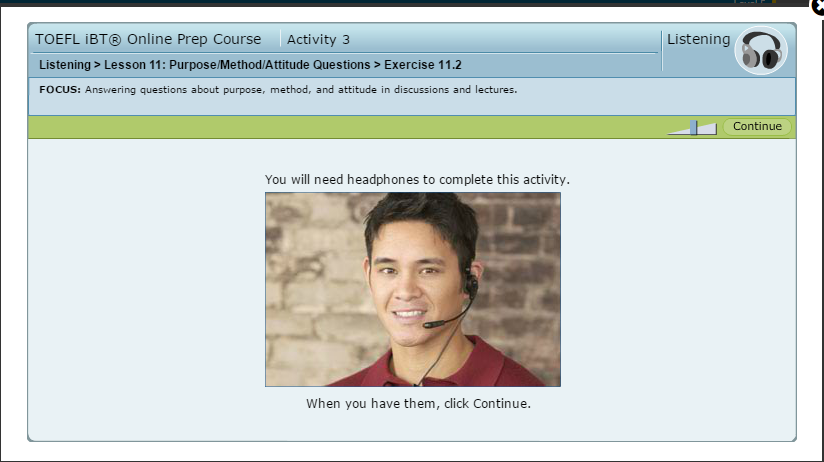 TOEFL iBT® Online Prep Course Activity 3 Listening
Listening > Lesson 11: Purpose/Method/Attitude Questions > Exercise 11.2
FOCUS: Answering questions about purpose, method, and attitude in discussions and lectures.
Continue
You will need headphones to complete this activity.
When you have them, click Continue.